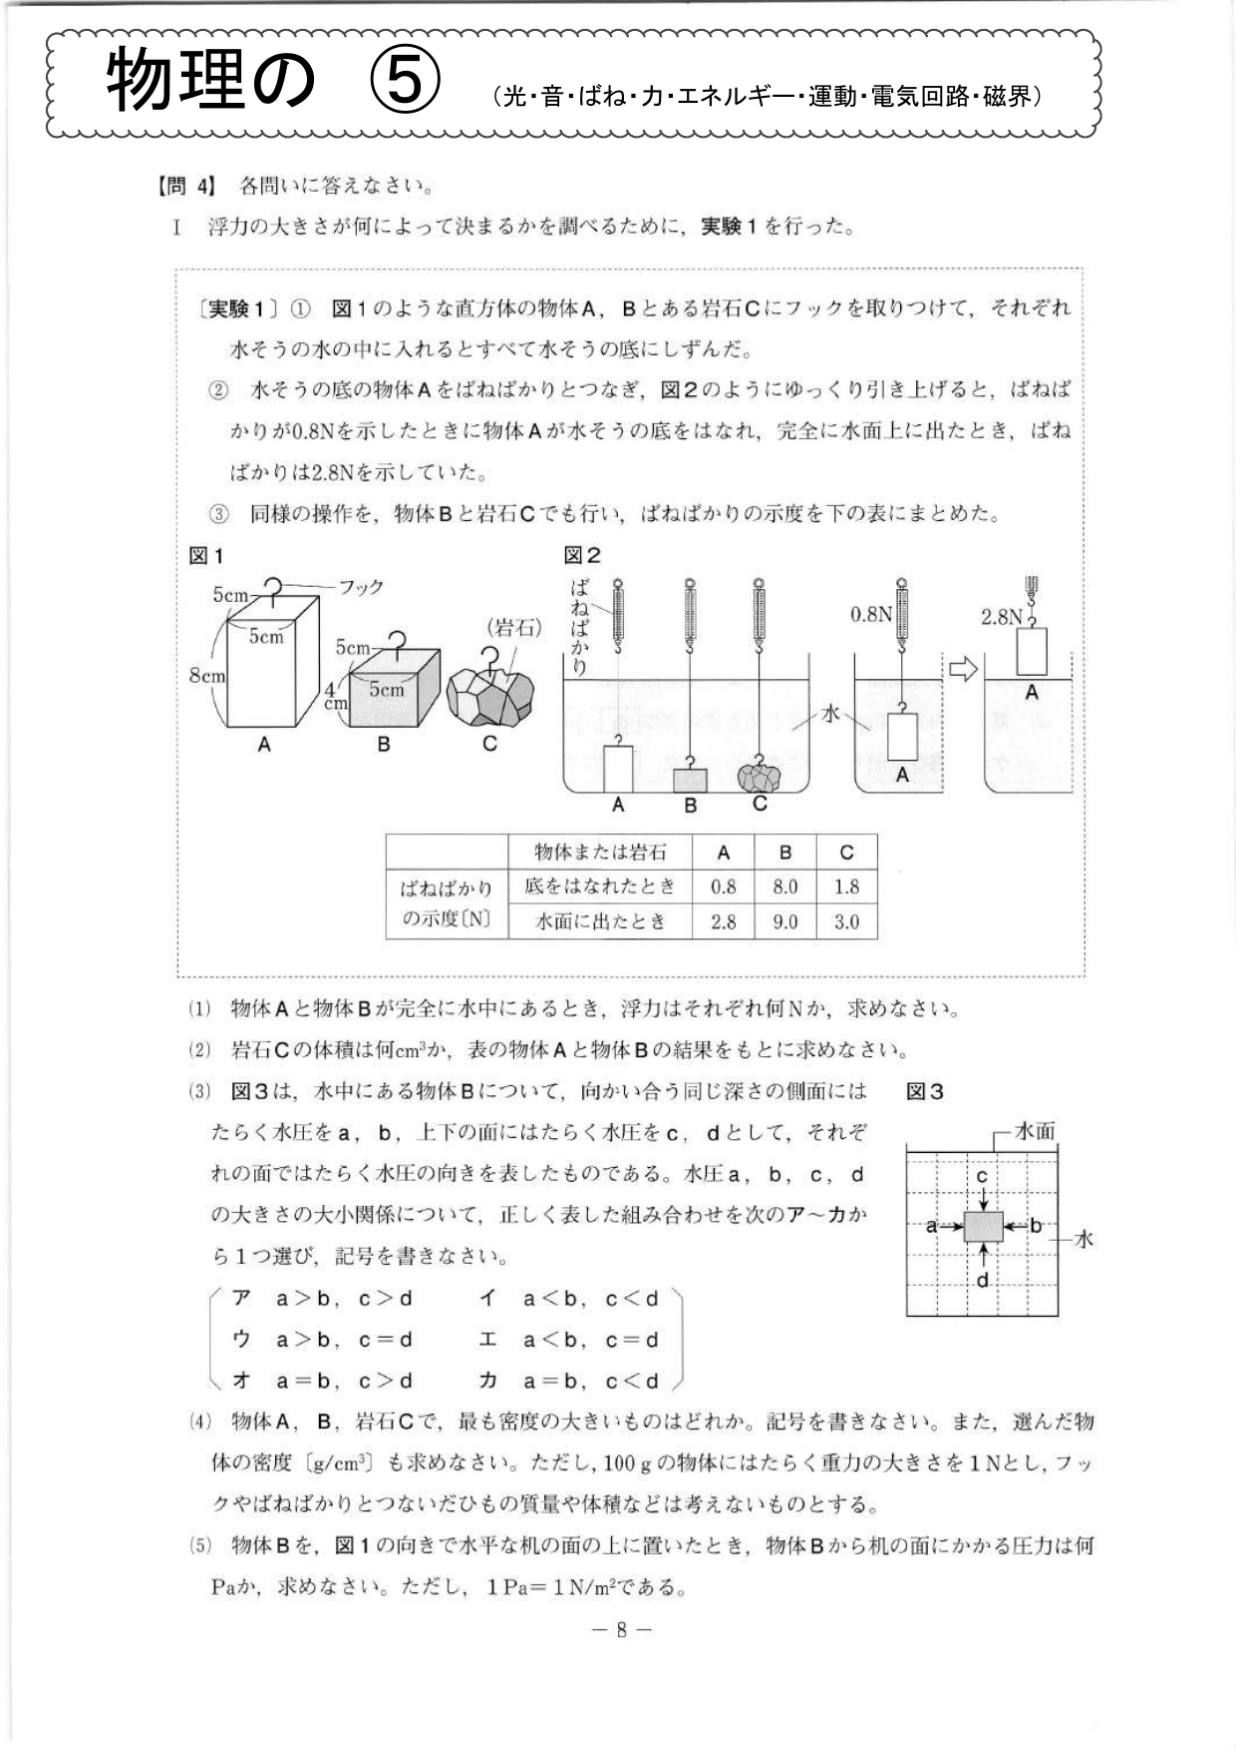 物理の ⑤ （光・音・ばね・力・エネルギー・運動・電気回路・磁界）
【問 4】 各問いに答えなさい。
Ⅰ 浮力の大きさが何によって決まるかを調べるために，実験1を行った。
〔実験1〕① 図1のような直方体の物体A，Bとある岩石Cにフックを取りつけて，それぞれ
水そうの水の中に入れるとすべて水そうの底にしずんだ。
② 水そうの底の物体Aをばねばかりとつなぎ，図2のようにゆっくり引き上げると，ばねば
かりが0.8Nを示したときに物体Aが水そうの底をはなれ，完全に水面上に出たとき，ばね
ばかりは2.8Nを示していた。
③ 同様の操作を，物体Bと岩石Cでも行い，ばねばかりの示度を下の表にまとめた。
図1
5cm
フック
5cm
8cm
A
5cm
5cm
4cm
B
（岩石）
C
図2
ばねばかり
A
B
C
水
0.8N
A
2.8N
A
物体または岩石 A B C
ばねばかりの示度〔N〕
底をはなれたとき 0.8 8.0 1.8
水面に出たとき 2.8 9.0 3.0
(1) 物体Aと物体Bが完全に水中にあるとき，浮力はそれぞれ何Nか，求めなさい。
(2) 岩石Cの体積は何cm³か，表の物体Aと物体Bの結果をもとに求めなさい。
(3) 図3は，水中にある物体Bについて，向かい合う同じ深さの側面には
たらく水圧をa，b，上下の面にはたらく水圧をc，dとして，それぞ
れの面ではたらく水圧の向きを表したものである。水圧a，b，c，d
の大きさの大小関係について，正しく表した組み合わせを次のア～カか
ら1つ選び，記号を書きなさい。
ア a＞b，c＞d イ a＜b，c＜d
ウ a＞b，c＝d エ a＜b，c＝d
オ a＝b，c＞d カ a＝b，c＜d
図3
水面
c
a
b
水
d
(4) 物体A，B，岩石Cで，最も密度の大きいものはどれか。記号を書きなさい。また，選んだ物
体の密度〔g/cm³〕も求めなさい。ただし，100gの物体にはたらく重力の大きさを1Nとし，フッ
クやばねばかりとつないだひもの質量や体積などは考えないものとする。
(5) 物体Bを，図1の向きで水平な机の面の上に置いたとき，物体Bから机の面にかかる圧力は何
Paか，求めなさい。ただし，1Pa＝1N/m²である。
－ 8 －